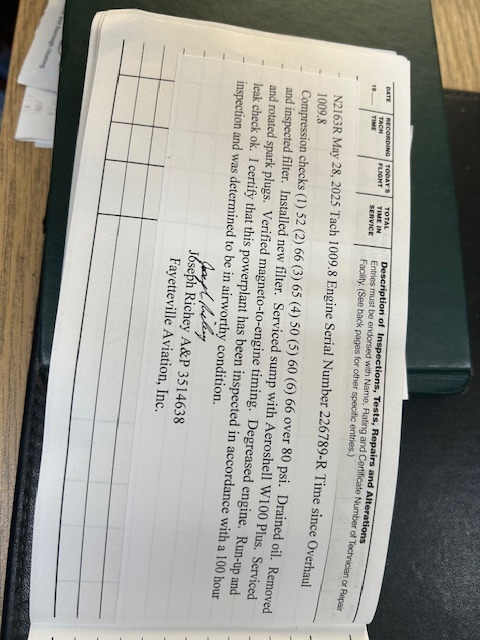 DATE
19
RECORDING
TACH
TIME
TODAY'S
FLIGHT
TOTAL
TIME IN
SERVICE
Description of Inspections, Tests, Repairs and Alterations
Entries must be endorsed with Name, Rating and Certificate Number of Technician or Repair
Facility. (See back pages for other specific entries.)
N2163R May 28, 2025 Tach 1009.8 Engine Serial Number 226789-R Time since Overhaul
1009.8
Compression checks (1) 52 (2) 66 (3) 65 (4) 50 (5) 60 (6) 66 over 80 psi. Drained oil. Removed
and inspected filter. Installed new filter. Serviced sump with Aeroshell W100 Plus. Serviced
and rotated spark plugs. Verified magneto-to-engine timing. Degreased engine. Run-up and
leak check ok. I certify that this powerplant has been inspected in accordance with a 100 hour
inspection and was determined to be in airworthy condition.
Joseph Richey
Joseph Richey A&P 3514638
Fayetteville Aviation, Inc.